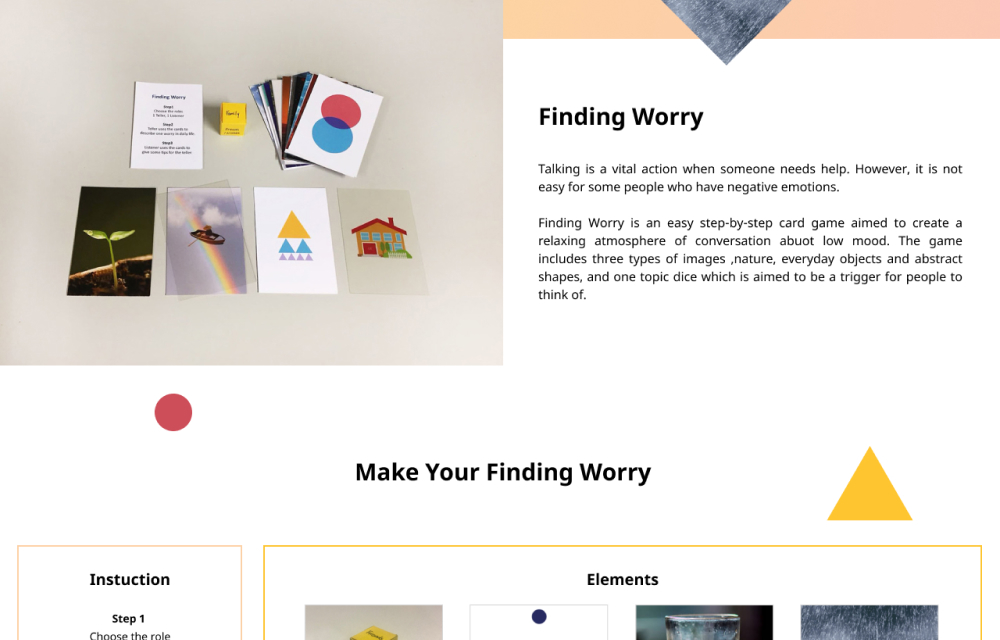 Finding Worry
Step1
Choose the roles
1 Teller, 1 Listener
Step2
Teller uses the cards to
Describe one worry in daily life.
Step3
Listener uses the cards to
give some tips for the teller
Family
Finding Worry
Talking is a vital action when someone needs help. However, it is not
easy for some people who have negative emotions.
Finding Worry is an easy step-by-step card game aimed to create a
relaxing atmosphere of conversation abuot low mood. The game
includes three types of images ,nature, everyday objects and abstract
shapes, and one topic dice which is aimed to be a trigger for people to
think of.
Make Your Finding Worry
Instuction
Step 1
Choose the role
Elements